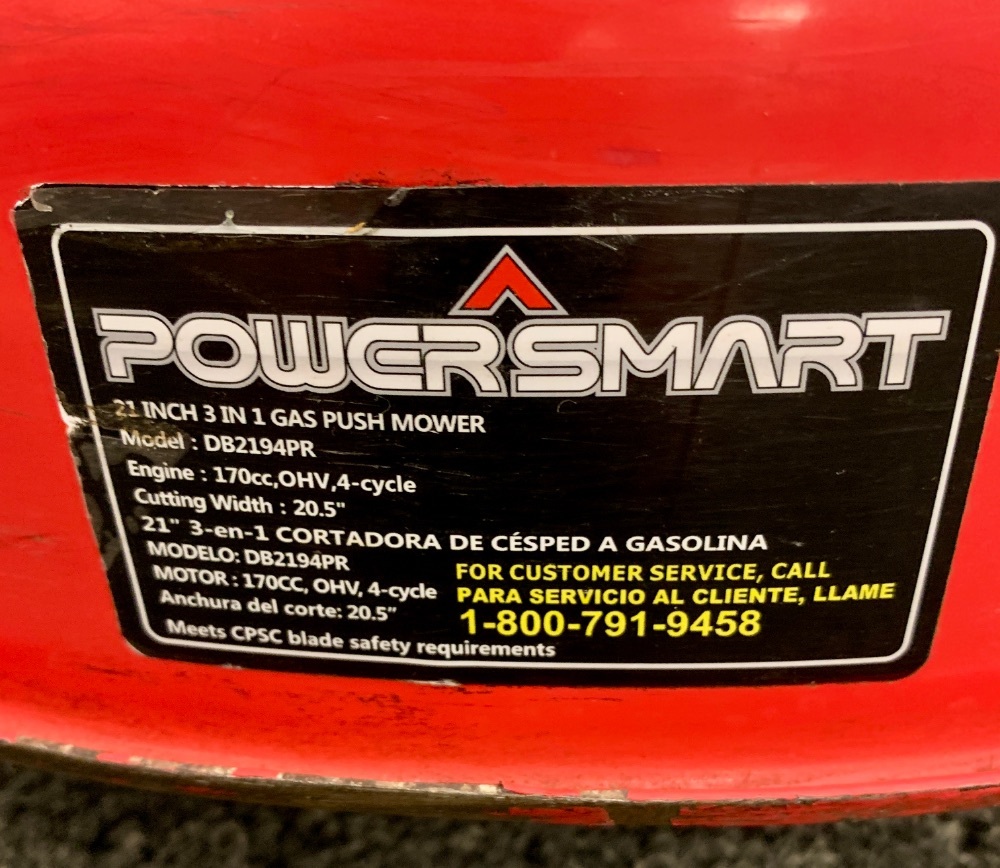 POWERSMART
21 INCH 3 IN 1 GAS PUSH MOWER
Model : DB2194PR
Engine : 170cc,OHV,4-cycle
Cutting Width : 20.5"
21" 3-en-1 CORTADORA DE CÉSPED A GASOLINA
MODELO: DB2194PR
MOTOR : 170CC, OHV, 4-cycle
Anchura del corte: 20.5"
Meets CPSC blade safety requirements
FOR CUSTOMER SERVICE, CALL
PARA SERVICIO AL CLIENTE, LLAME
1-800-791-9458